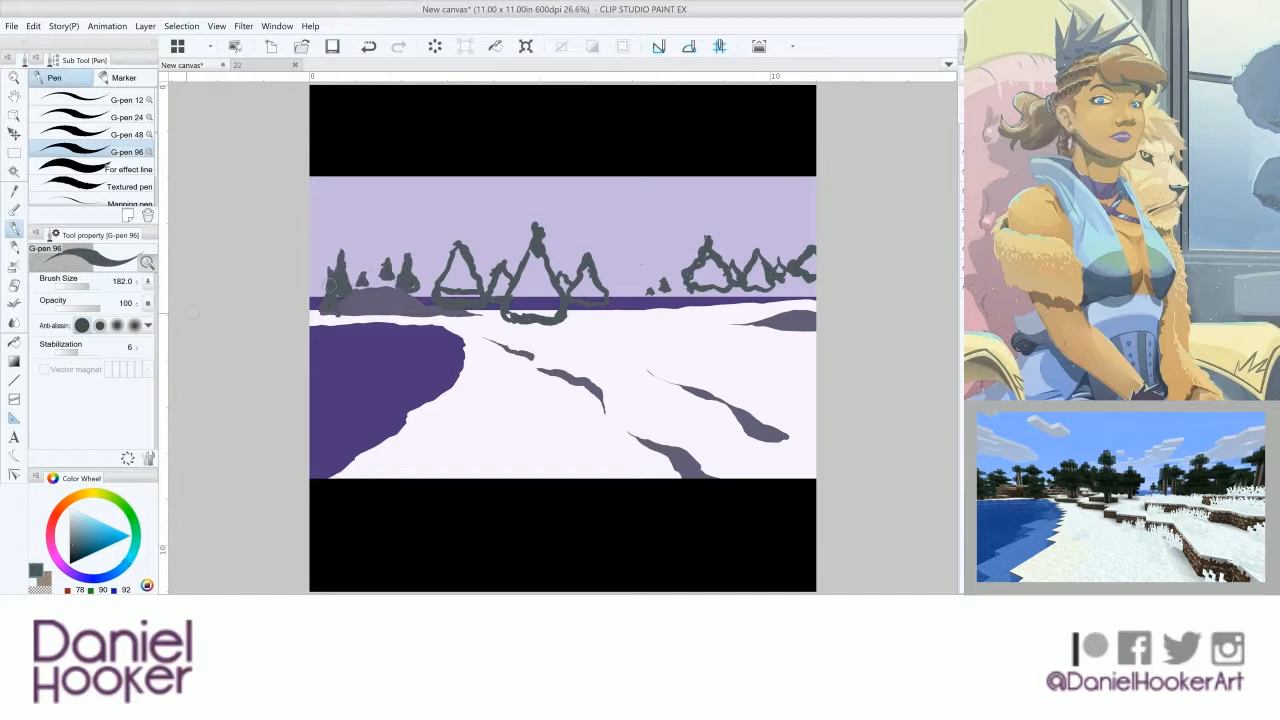 New canvas* (11.00 x 11.00in 600dpi 26.6%) - CLIP STUDIO PAINT EX
File Edit Story(P) Animation Layer Selection View Filter Window Help
Sub Tool [Pen]
New canvas* 22
Pen Marker
0 10
G-pen 12
G-pen 24
G-pen 48
G-pen 96
For effect line
Textured pen
Mapping pen
Tool property [G-pen 96]
G-pen 96
Brush Size 182.0
Opacity 100
Anti-aliasin
Stabilization 6
Vector magnet
Color Wheel
78 90 92
Daniel
Hooker
@DanielHookerArt